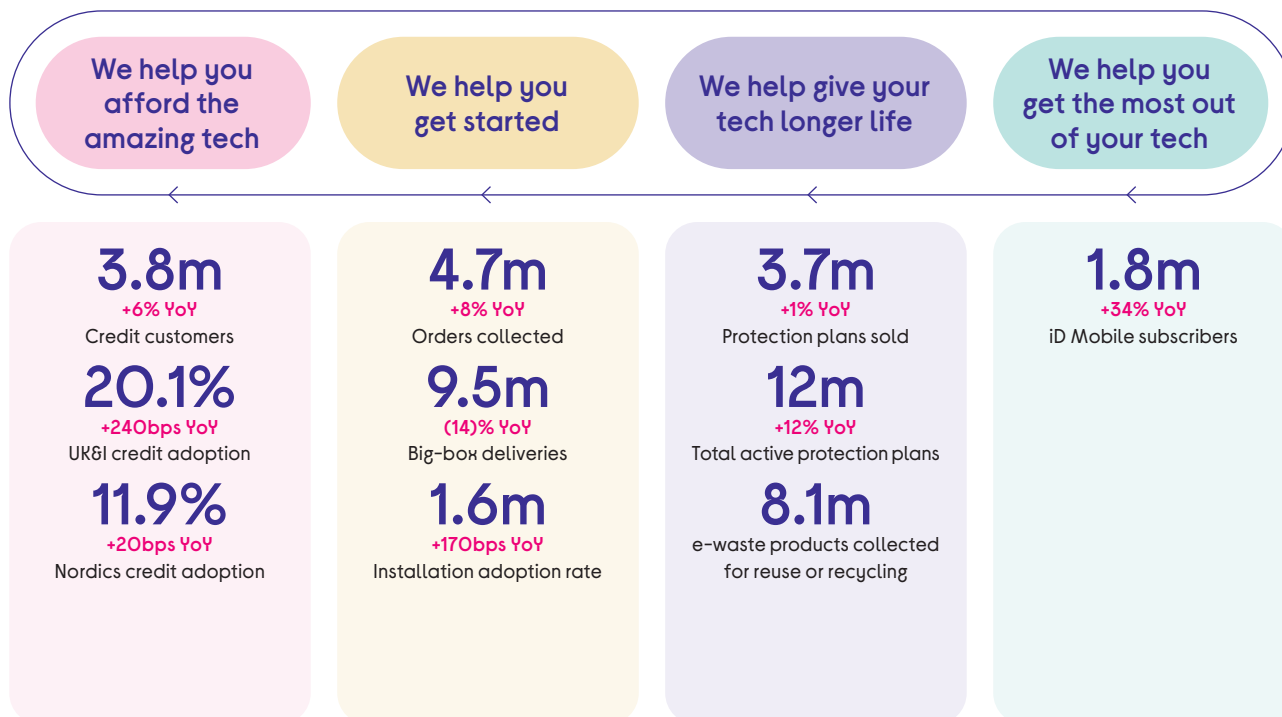 We help you
afford the
amazing tech
We help you
get started
We help give your
tech longer life
We help you
get the most out
of your tech
3.8m
+6% YoY
Credit customers
20.1%
+240bps YoY
UK&I credit adoption
11.9%
+20bps YoY
Nordics credit adoption
4.7m
+8% YoY
Orders collected
9.5m
(14)% YoY
Big-box deliveries
1.6m
+170bps YoY
Installation adoption rate
3.7m
+1% YoY
Protection plans sold
12m
+12% YoY
Total active protection plans
8.1m
e-waste products collected
for reuse or recycling
1.8m
+34% YoY
iD Mobile subscribers